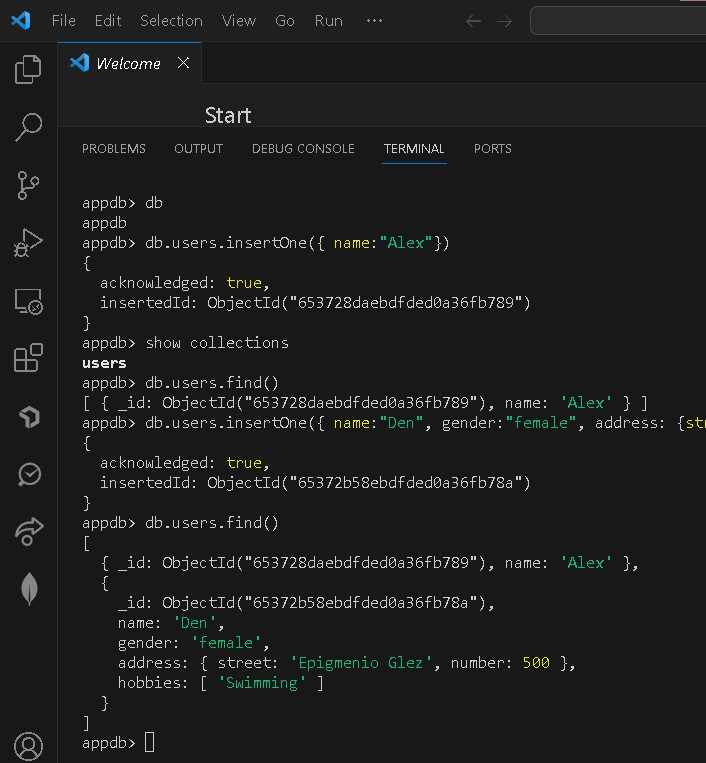 File Edit Selection View Go Run ···
Welcome
Start
PROBLEMS OUTPUT DEBUG CONSOLE TERMINAL PORTS
appdb> db
appdb
appdb> db.users.insertOne({ name:"Alex"})
{
  acknowledged: true,
  insertedId: ObjectId("653728daebdfded0a36fb789")
}
appdb> show collections
users
appdb> db.users.find()
[ { _id: ObjectId("653728daebdfded0a36fb789"), name: 'Alex' } ]
appdb> db.users.insertOne({ name:"Den", gender:"female", address: {st
{
  acknowledged: true,
  insertedId: ObjectId("65372b58ebdfded0a36fb78a")
}
appdb> db.users.find()
[
  { _id: ObjectId("653728daebdfded0a36fb789"), name: 'Alex' },
  {
    _id: ObjectId("65372b58ebdfded0a36fb78a"),
    name: 'Den',
    gender: 'female',
    address: { street: 'Epigmenio Glez', number: 500 },
    hobbies: [ 'Swimming' ]
  }
]
appdb>